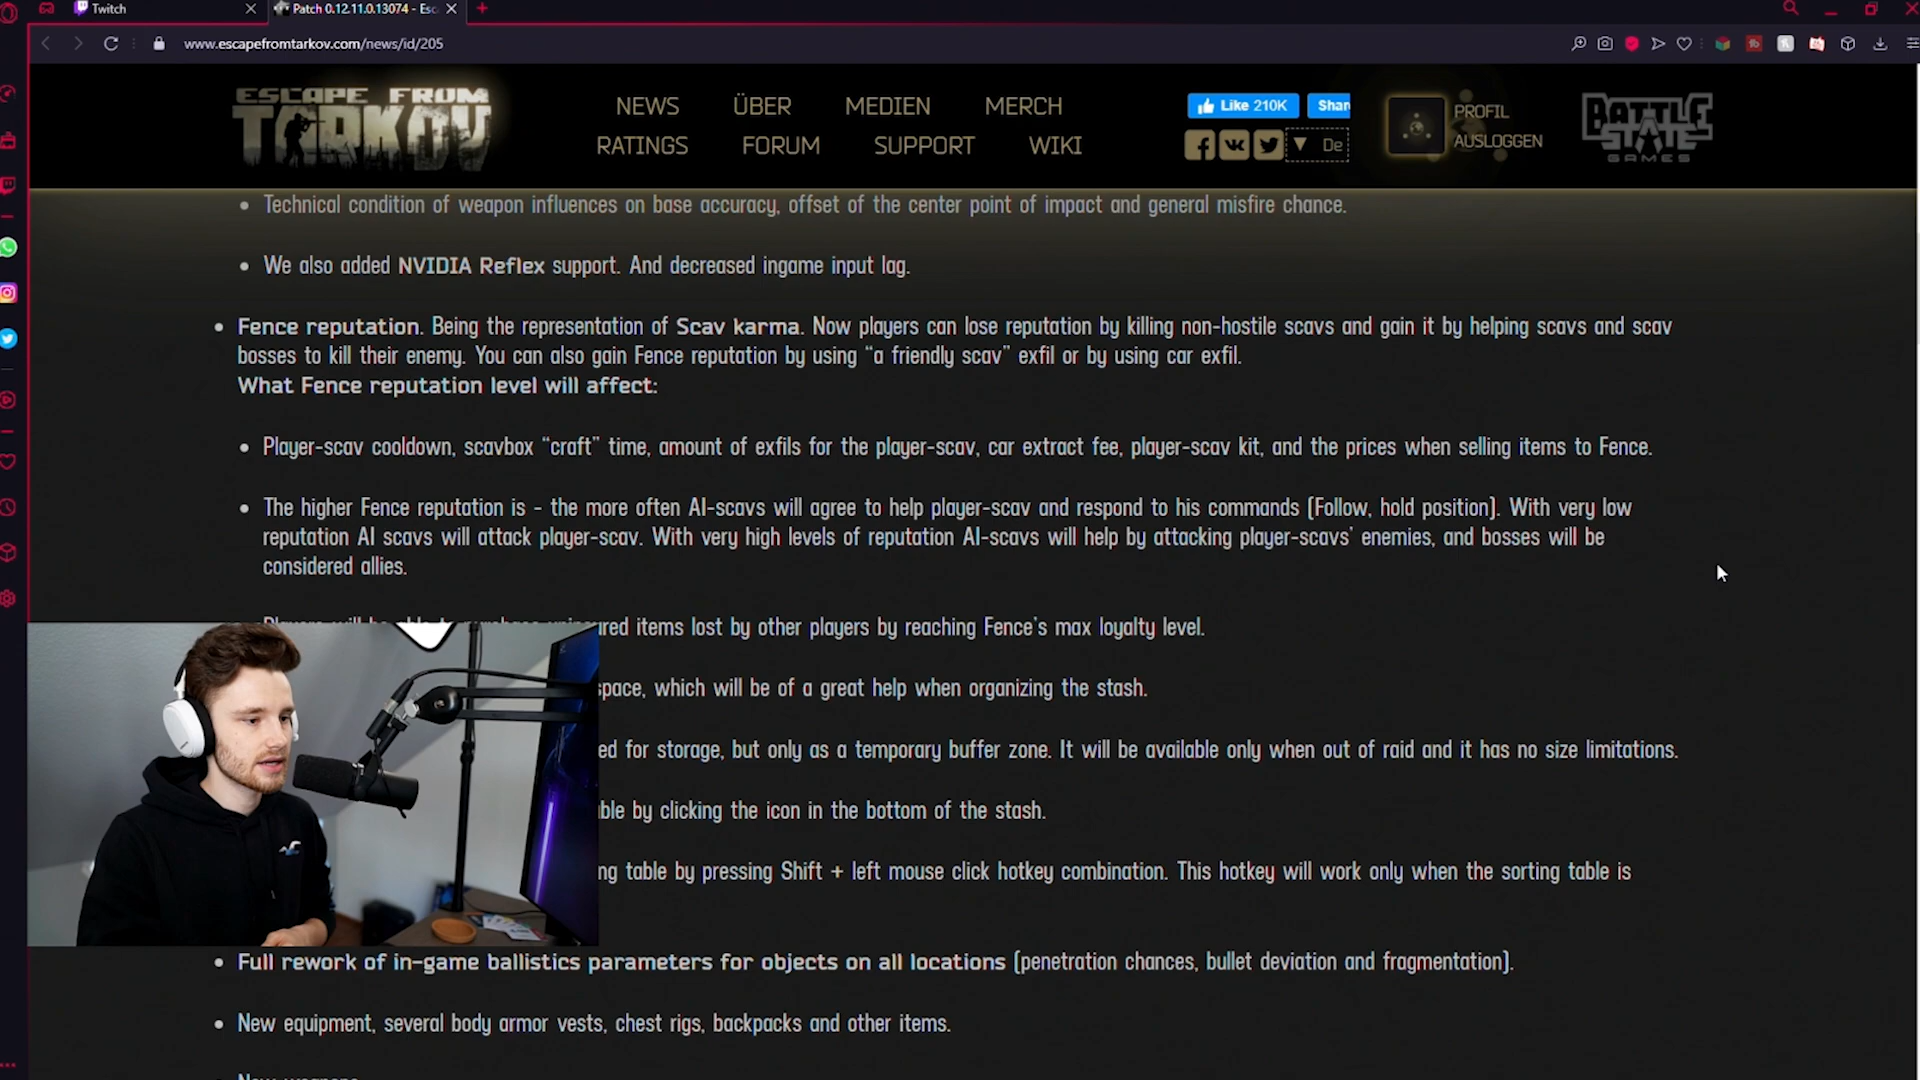 Twitch
Patch 0.12.11.0.13074 - Esc
www.escapefromtarkov.com/news/id/205
ESCAPE FROM
TARKOV
NEWS ÜBER MEDIEN MERCH
RATINGS FORUM SUPPORT WIKI
Like 210K Shar
De
PROFIL
AUSLOGGEN
BATTLE
STATE
GAMES
Technical condition of weapon influences on base accuracy, offset of the center point of impact and general misfire chance.
We also added NVIDIA Reflex support. And decreased ingame input lag.
Fence reputation. Being the representation of Scav karma. Now players can lose reputation by killing non-hostile scavs and gain it by helping scavs and scav
bosses to kill their enemy. You can also gain Fence reputation by using “a friendly scav” exfil or by using car exfil.
What Fence reputation level will affect:
Player-scav cooldown, scavbox “craft” time, amount of exfils for the player-scav, car extract fee, player-scav kit, and the prices when selling items to Fence.
The higher Fence reputation is - the more often AI-scavs will agree to help player-scav and respond to his commands (Follow, hold position). With very low
reputation AI scavs will attack player-scav. With very high levels of reputation AI-scavs will help by attacking player-scavs’ enemies, and bosses will be
considered allies.
items lost by other players by reaching Fence’s max loyalty level.
space, which will be of a great help when organizing the stash.
ed for storage, but only as a temporary buffer zone. It will be available only when out of raid and it has no size limitations.
ble by clicking the icon in the bottom of the stash.
ng table by pressing Shift + left mouse click hotkey combination. This hotkey will work only when the sorting table is
Full rework of in-game ballistics parameters for objects on all locations (penetration chances, bullet deviation and fragmentation).
New equipment, several body armor vests, chest rigs, backpacks and other items.